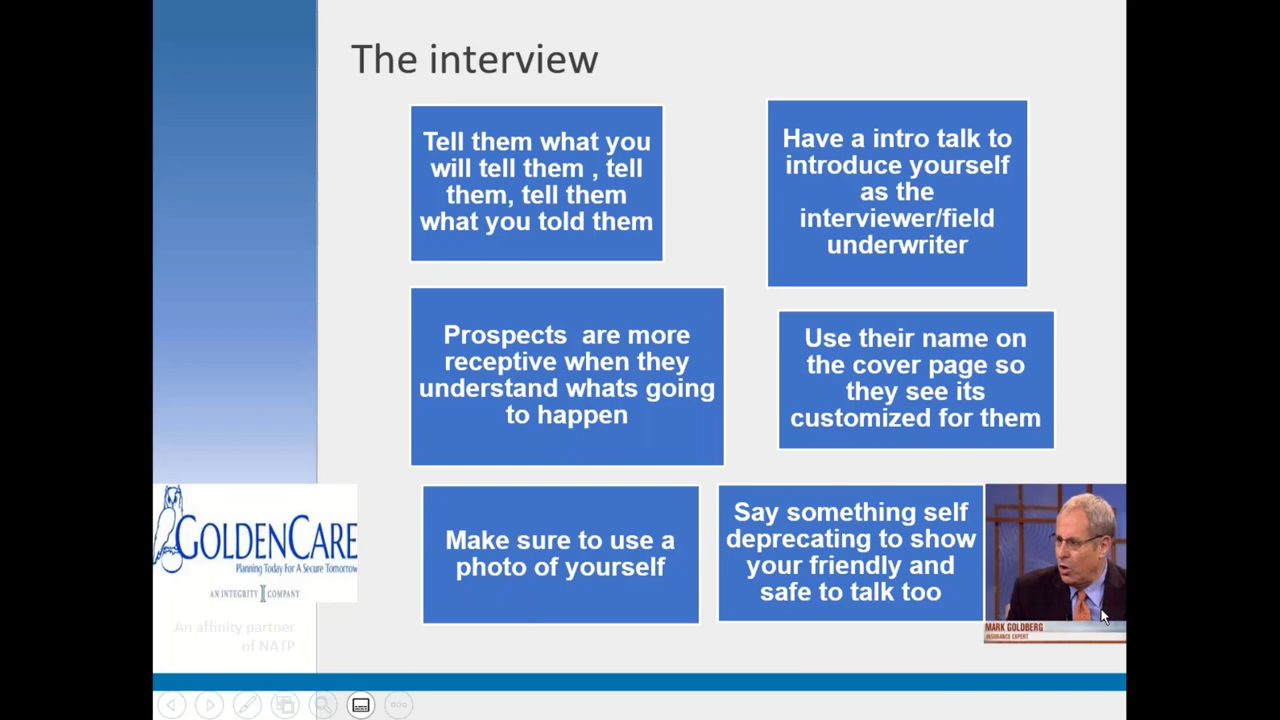 The interview
Tell them what you
will tell them , tell
them, tell them
what you told them
Have a intro talk to
introduce yourself
as the
interviewer/field
underwriter
Prospects  are more
receptive when they
understand whats going
to happen
Use their name on
the cover page so
they see its
customized for them
Make sure to use a
photo of yourself
Say something self
deprecating to show
your friendly and
safe to talk too
GOLDENCARE
Planning Today For A Secure Tomorrow
AN INTEGRITY COMPANY
An affinity partner
of NATP
MARK GOLDBERG
INSURANCE EXPERT